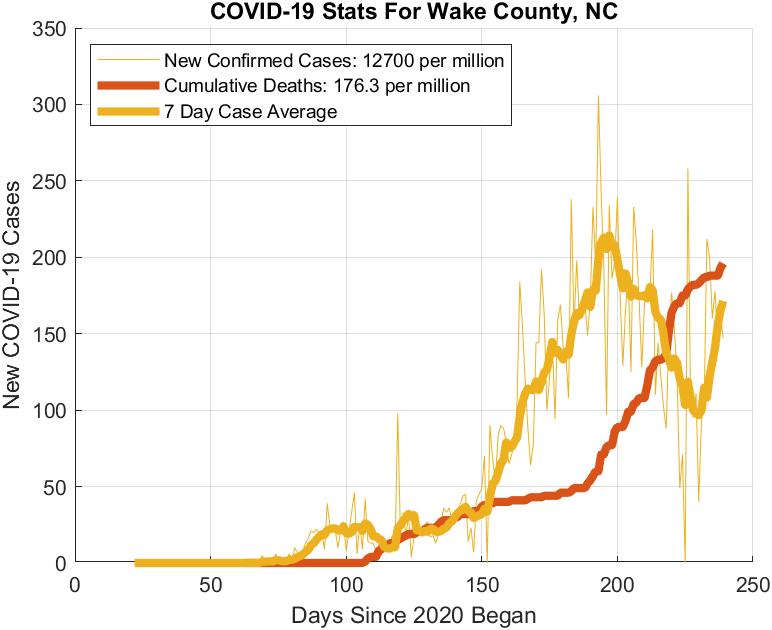 COVID-19 Stats For Wake County, NC
350
New Confirmed Cases: 12700 per million
Cumulative Deaths: 176.3 per million
7 Day Case Average
300
250
200
150
100
50
0
New COVID-19 Cases
0 50 100 150 200 250
Days Since 2020 Began